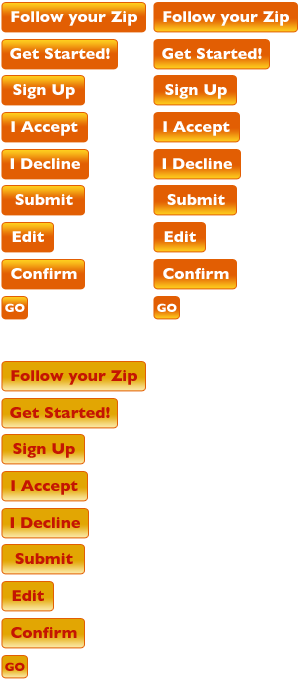 Follow your Zip
Follow your Zip
Get Started!
Get Started!
Sign Up
Sign Up
I Accept
I Accept
I Decline
I Decline
Submit
Submit
Edit
Edit
Confirm
Confirm
GO
GO
Follow your Zip
Get Started!
Sign Up
I Accept
I Decline
Submit
Edit
Confirm
GO